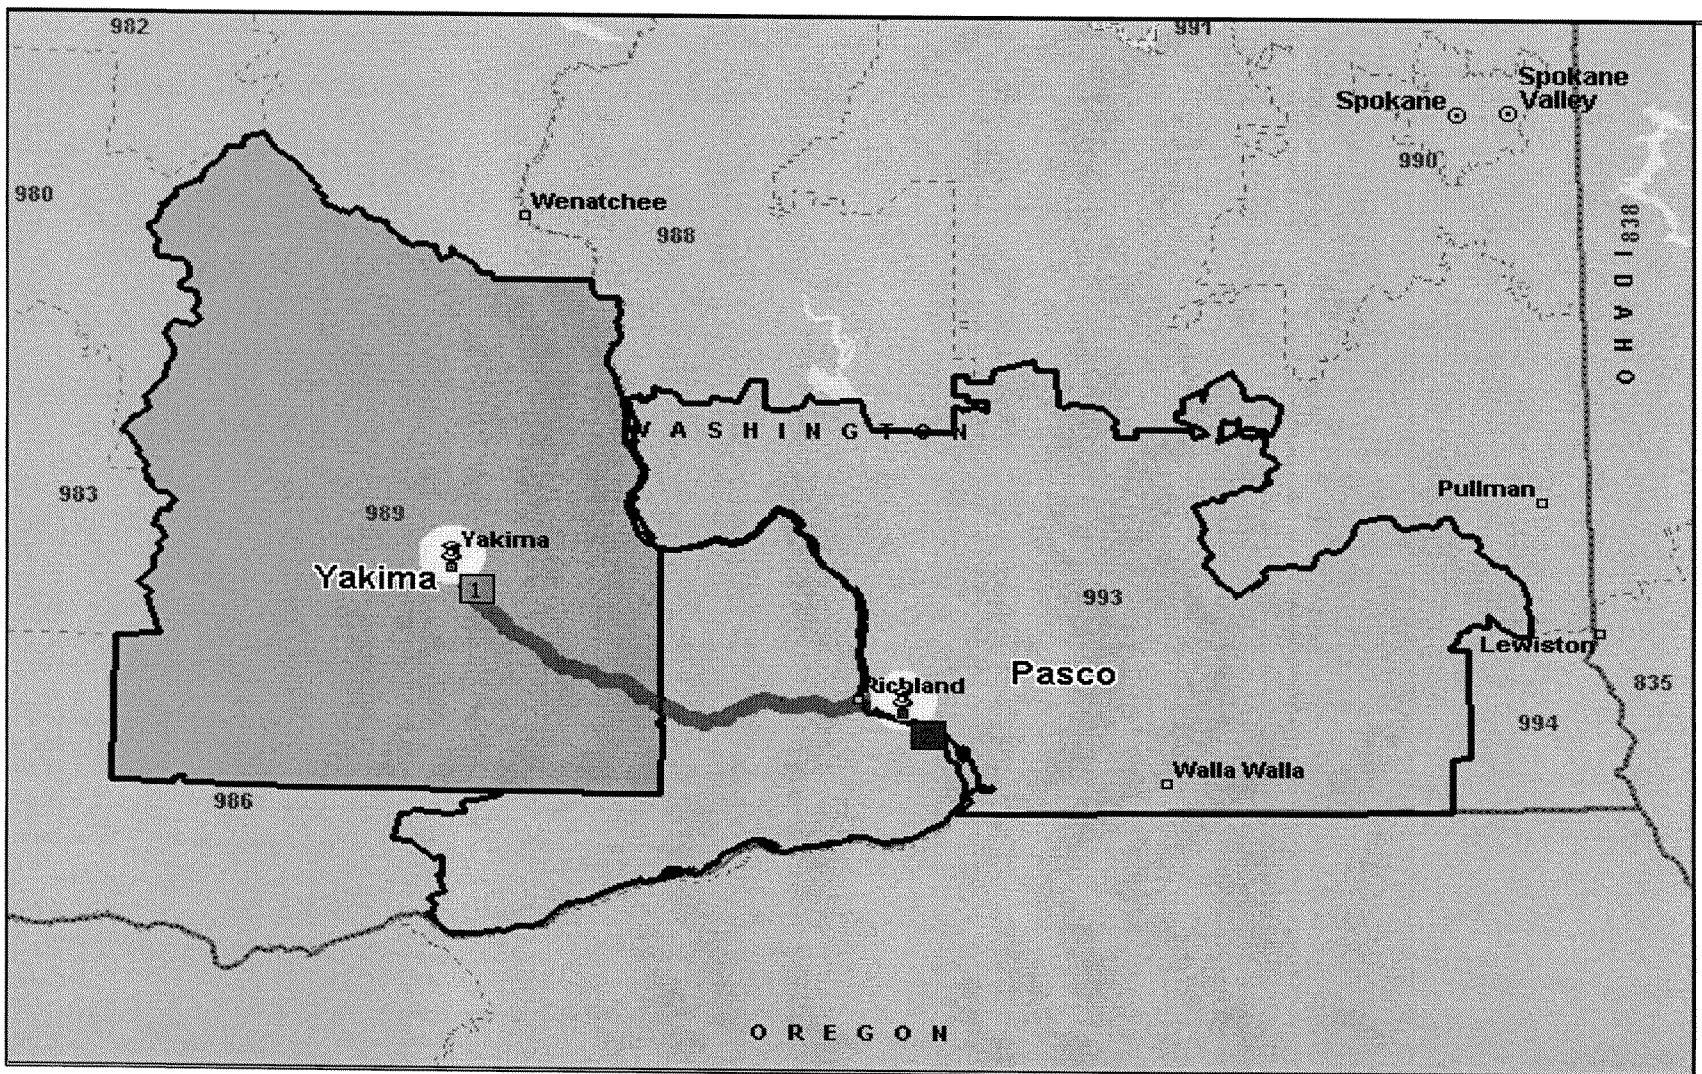 982
991
Spokane
Valley
Spokane
990
980
Wenatchee
988
838
IDAHO
WASHINGTON
983
989
Pullman
Yakima
Yakima
1
993
Lewiston
Richland
Pasco
835
994
Walla Walla
986
OREGON